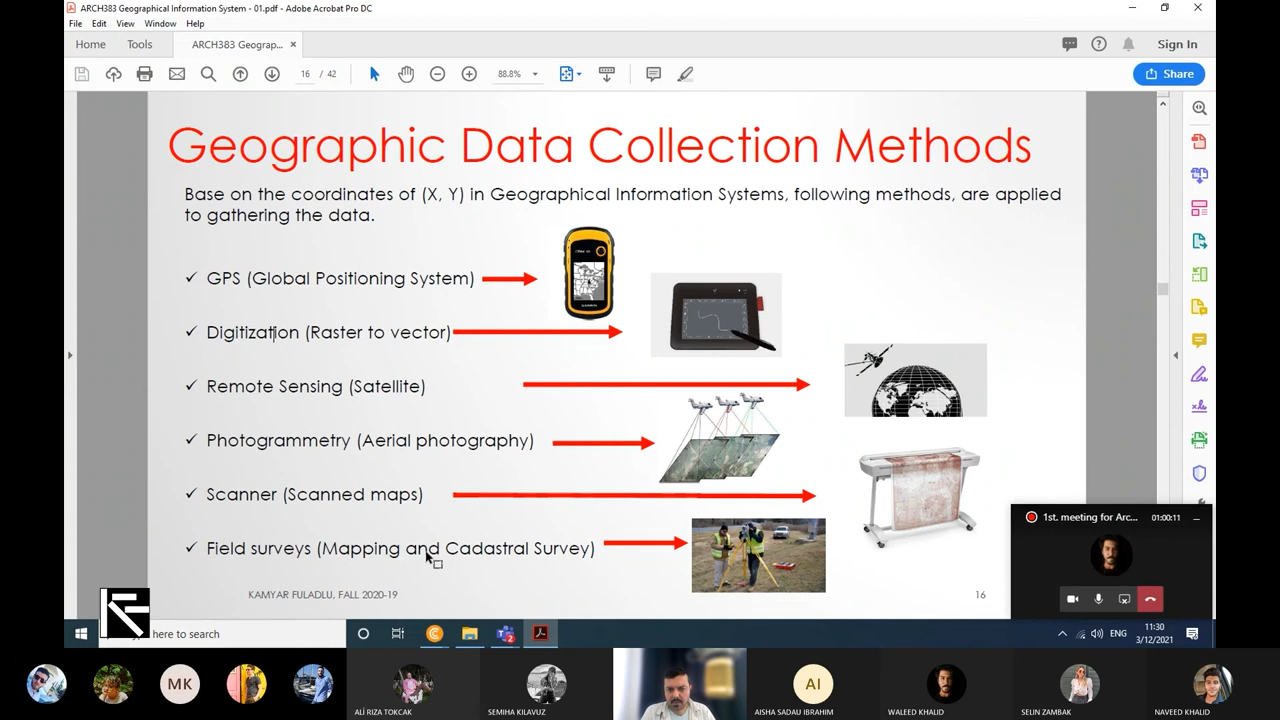 ARCH383 Geographical Information System - 01.pdf - Adobe Acrobat Pro DC
File Edit View Window Help
Home Tools ARCH383 Geograp... × Sign In
16 / 42 88.8% Share
Geographic Data Collection Methods
Base on the coordinates of (X, Y) in Geographical Information Systems, following methods, are applied
to gathering the data.
✓ GPS (Global Positioning System)
✓ Digitization (Raster to vector)
✓ Remote Sensing (Satellite)
✓ Photogrammetry (Aerial photography)
✓ Scanner (Scanned maps)
✓ Field surveys (Mapping and Cadastral Survey)
1st. meeting for Arc... 01:00:11
KAMYAR FULADLU, FALL 2020-19 16
here to search
ENG
11:30
3/12/2021
MK
AI
ALİ RIZA TOKCAK SEMIHA KILAVUZ AISHA SADAU IBRAHIM WALEED KHALID SELIN ZAMBAK NAVEED KHALID